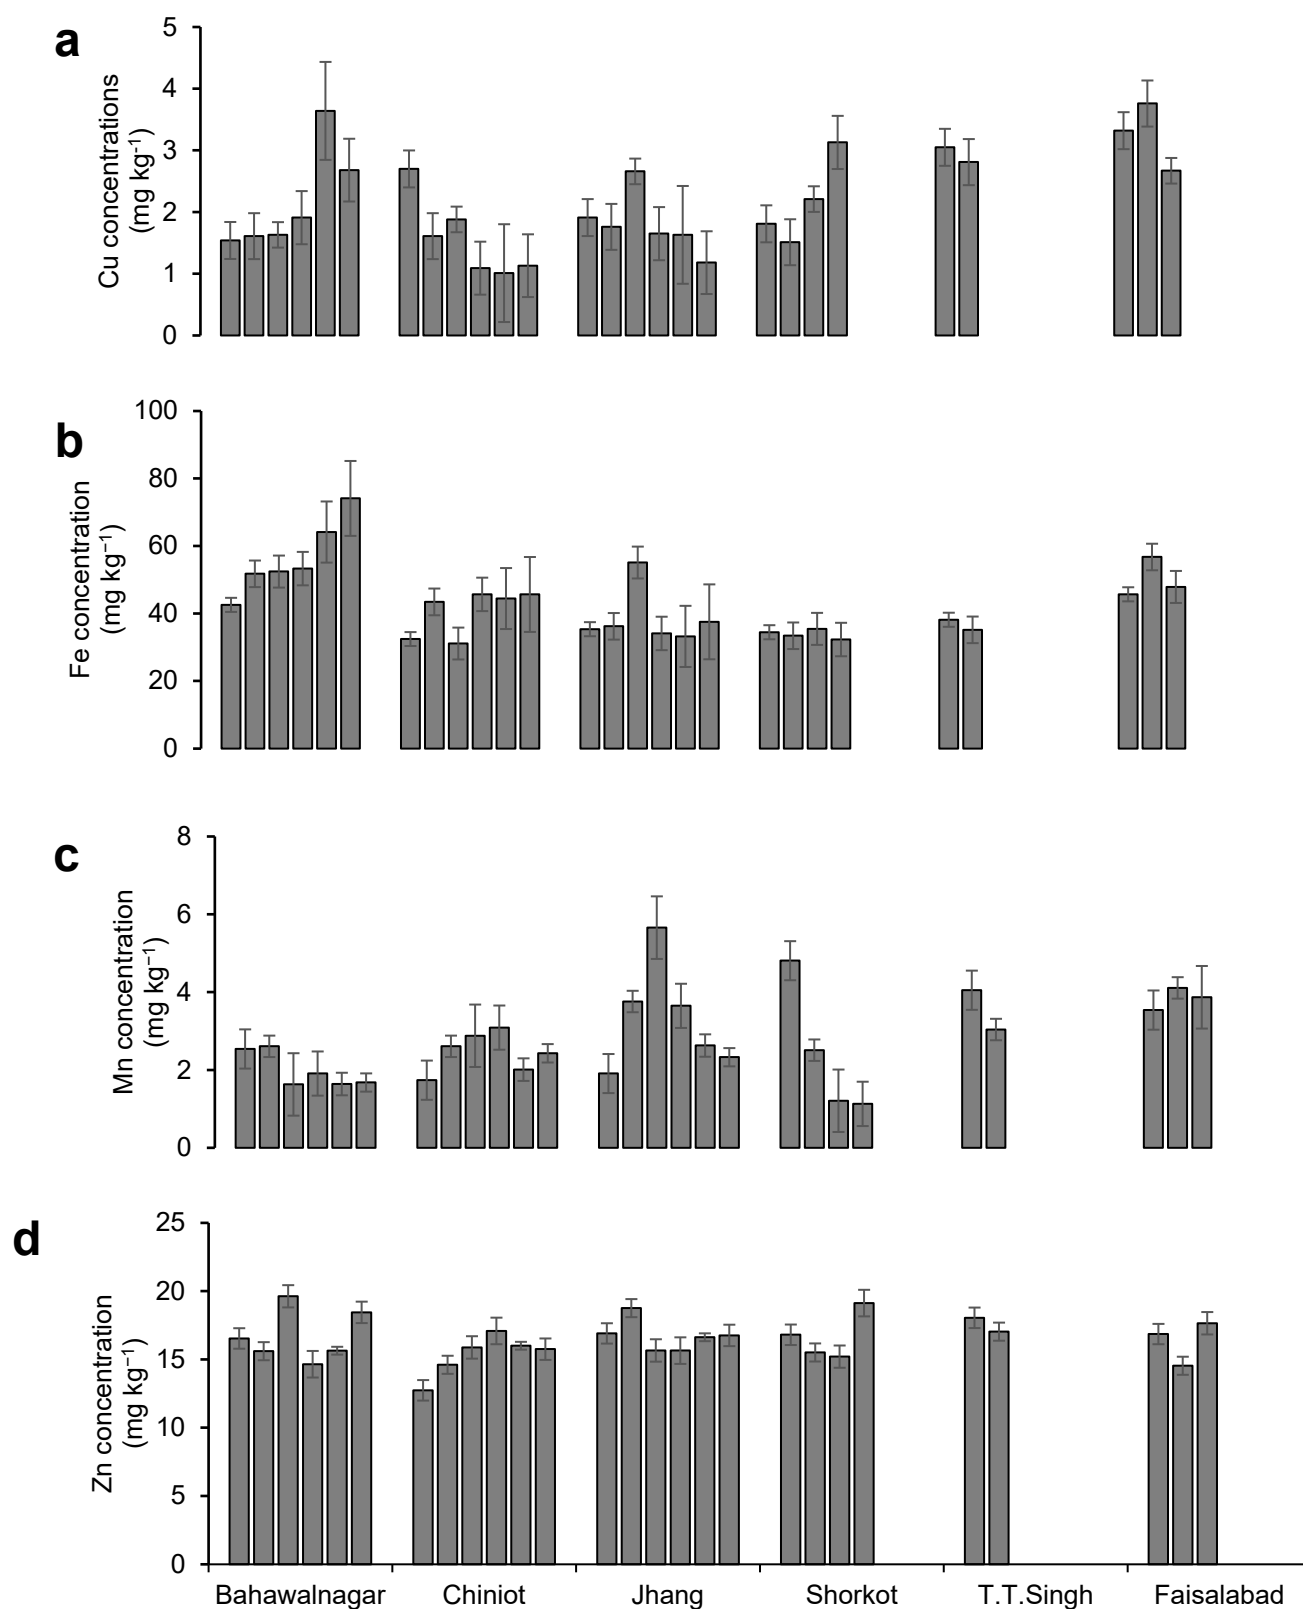 a
Cu concentrations
(mg kg⁻¹)
5
4
3
2
1
0
b
Fe concentration
(mg kg⁻¹)
100
80
60
40
20
0
c
Mn concentration
(mg kg⁻¹)
8
6
4
2
0
d
Zn concentration
(mg kg⁻¹)
25
20
15
10
5
0
Bahawalnagar Chiniot Jhang Shorkot T.T.Singh Faisalabad